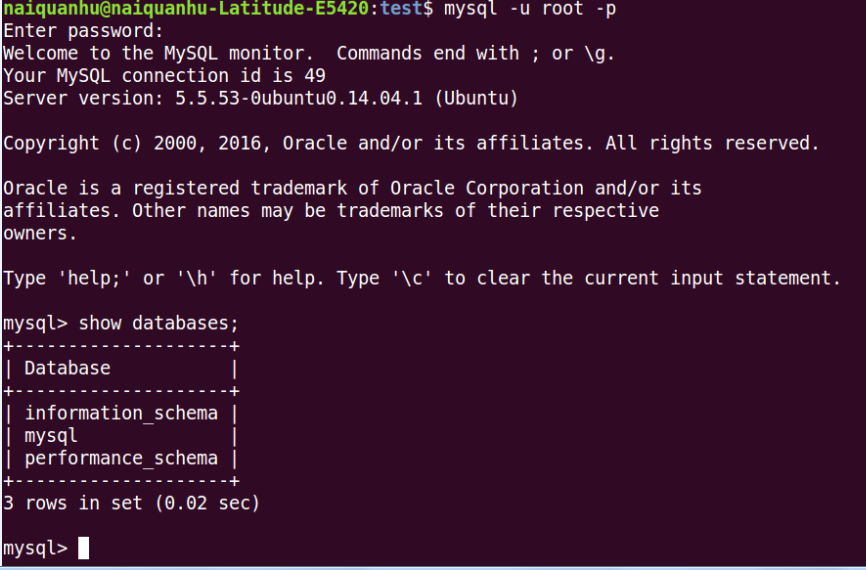 naiquanhu@naiquanhu-Latitude-E5420:test$ mysql -u root -p
Enter password:
Welcome to the MySQL monitor.  Commands end with ; or \g.
Your MySQL connection id is 49
Server version: 5.5.53-0ubuntu0.14.04.1 (Ubuntu)

Copyright (c) 2000, 2016, Oracle and/or its affiliates. All rights reserved.

Oracle is a registered trademark of Oracle Corporation and/or its
affiliates. Other names may be trademarks of their respective
owners.

Type 'help;' or '\h' for help. Type '\c' to clear the current input statement.

mysql> show databases;
+--------------------+
| Database           |
+--------------------+
| information_schema |
| mysql              |
| performance_schema |
+--------------------+
3 rows in set (0.02 sec)

mysql>